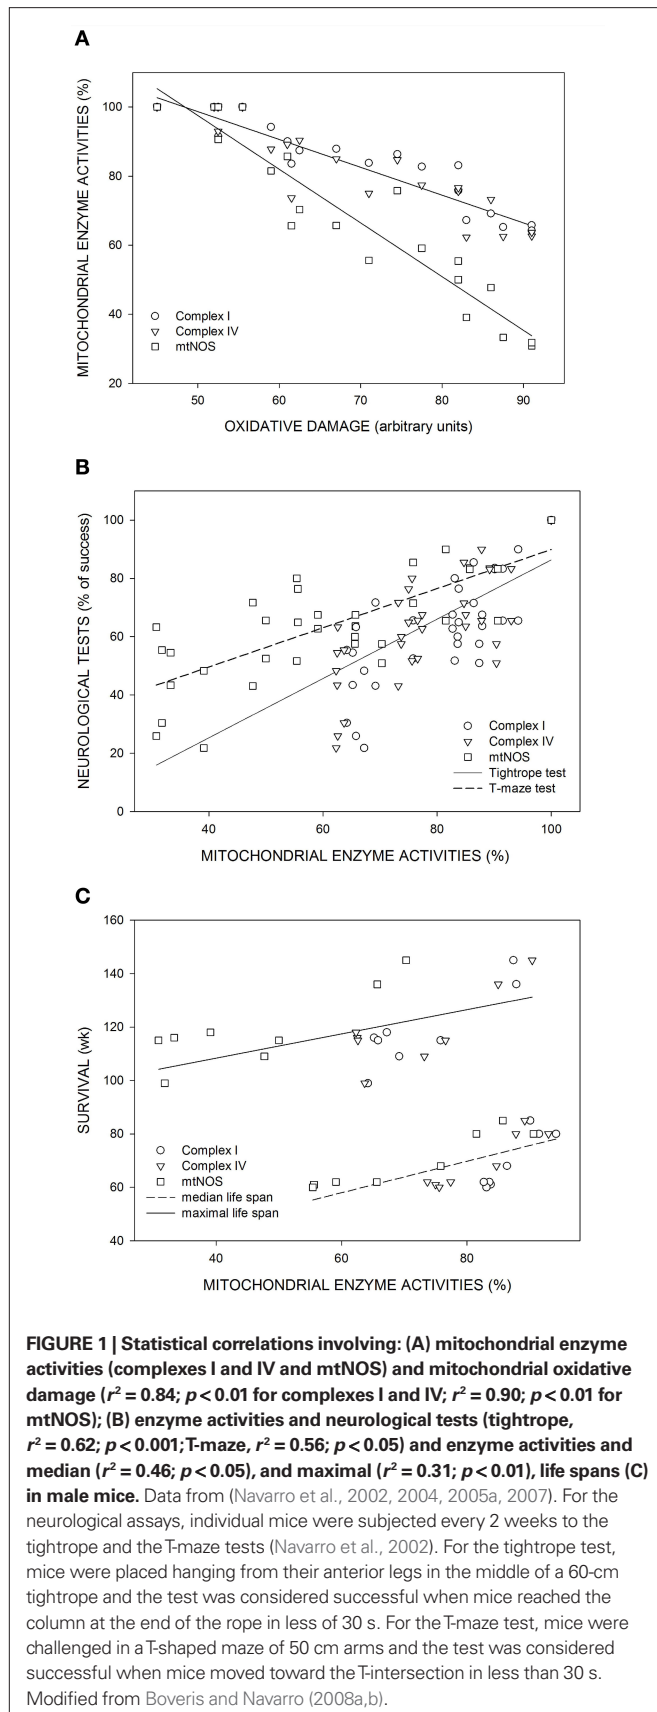 A
MITOCHONDRIAL ENZYME ACTIVITIES (%)
100
80
60
40
20
Complex I
Complex IV
mtNOS
50 60 70 80 90
OXIDATIVE DAMAGE (arbitrary units)
B
NEUROLOGICAL TESTS (% of success)
100
80
60
40
20
0
Complex I
Complex IV
mtNOS
Tightrope test
T-maze test
40 60 80 100
MITOCHONDRIAL ENZYME ACTIVITIES (%)
C
SURVIVAL (wk)
160
140
120
100
80
60
40
Complex I
Complex IV
mtNOS
median life span
maximal life span
60 80
MITOCHONDRIAL ENZYME ACTIVITIES (%)
FIGURE 1 | Statistical correlations involving: (A) mitochondrial enzyme
activities (complexes I and IV and mtNOS) and mitochondrial oxidative
damage (r² = 0.84; p < 0.01 for complexes I and IV; r² = 0.90; p < 0.01 for
mtNOS); (B) enzyme activities and neurological tests (tightrope,
r² = 0.62; p < 0.001; T-maze, r² = 0.56; p < 0.05) and enzyme activities and
median (r² = 0.46; p < 0.05), and maximal (r² = 0.31; p < 0.01), life spans (C)
in male mice. Data from (Navarro et al., 2002, 2004, 2005a, 2007). For the
neurological assays, individual mice were subjected every 2 weeks to the
tightrope and the T-maze tests (Navarro et al., 2002). For the tightrope test,
mice were placed hanging from their anterior legs in the middle of a 60-cm
tightrope and the test was considered successful when mice reached the
column at the end of the rope in less of 30 s. For the T-maze test, mice were
challenged in a T-shaped maze of 50 cm arms and the test was considered
successful when mice moved toward the T-intersection in less than 30 s.
Modified from Boveris and Navarro (2008a,b).